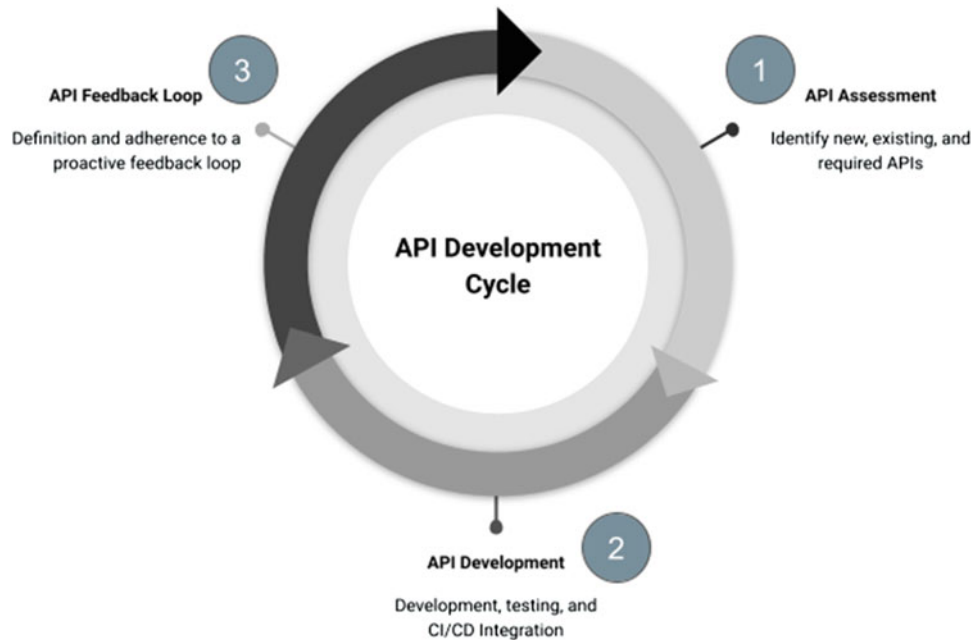 API Development
Cycle
1
API Assessment
Identify new, existing, and
required APIs
2
API Development
Development, testing, and
CI/CD Integration
3
API Feedback Loop
Definition and adherence to a
proactive feedback loop